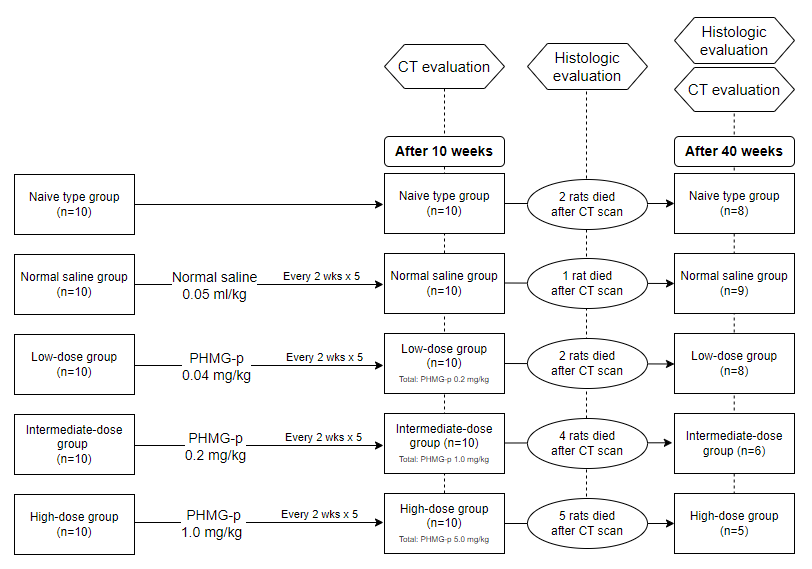 Histologic
evaluation
CT evaluation
Histologic
evaluation
CT evaluation
After 10 weeks
After 40 weeks
Naive type group
(n=10)
Naive type group
(n=10)
2 rats died
after CT scan
Naive type group
(n=8)
Normal saline group
(n=10)
Normal saline
0.05 ml/kg
Every 2 wks x 5
Normal saline group
(n=10)
1 rat died
after CT scan
Normal saline group
(n=9)
Low-dose group
(n=10)
PHMG-p
0.04 mg/kg
Every 2 wks x 5
Low-dose group
(n=10)
Total: PHMG-p 0.2 mg/kg
2 rats died
after CT scan
Low-dose group
(n=8)
Intermediate-dose
group
(n=10)
PHMG-p
0.2 mg/kg
Every 2 wks x 5
Intermediate-dose
group (n=10)
Total: PHMG-p 1.0 mg/kg
4 rats died
after CT scan
Intermediate-dose
group (n=6)
High-dose group
(n=10)
PHMG-p
1.0 mg/kg
Every 2 wks x 5
High-dose group
(n=10)
Total: PHMG-p 5.0 mg/kg
5 rats died
after CT scan
High-dose group
(n=5)